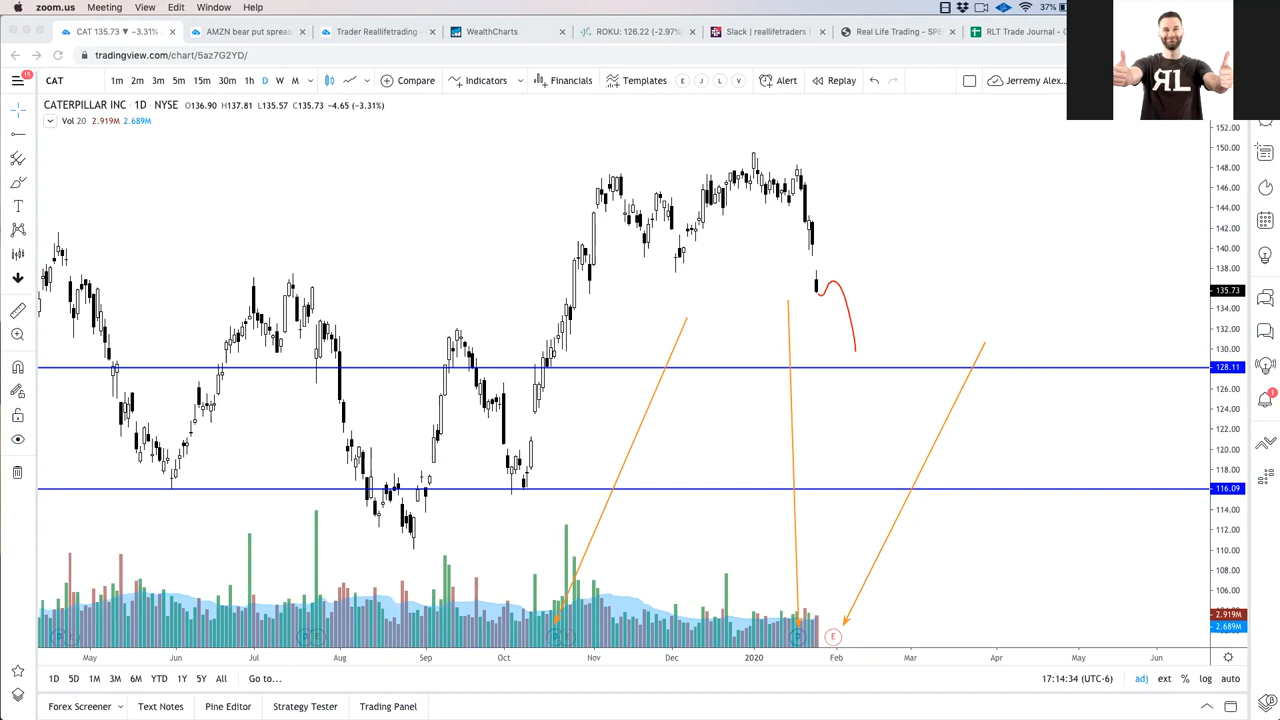 zoom.us Meeting View Edit Window Help 37%
CAT 135.73 ▼ −3.31% AMZN bear put spread Trader Reallifetrading WealthCharts ROKU: 126.22 (−2.97% Slack | reallifetraders Real Life Trading - SPE RLT Trade Journal - G
tradingview.com/chart/5az7G2YD/
15 CAT 1m 2m 3m 5m 15m 30m 1h D W M Compare Indicators Financials Templates E J L V Alert Replay Jeremy Alex...
CATERPILLAR INC · 1D · NYSE O136.90 H137.81 L135.57 C135.73 −4.65 (−3.31%)
Vol 20 2.919M 2.689M
RL
152.00
150.00
148.00
146.00
144.00
142.00
140.00
138.00
135.73
134.00
132.00
130.00
128.11
126.00
124.00
122.00
120.00
118.00
116.09
114.00
112.00
110.00
108.00
106.00
2.919M
2.689M
1
D E D E D E D E
May Jun Jul Aug Sep Oct Nov Dec 2020 Feb Mar Apr May Jun
1D 5D 1M 3M 6M YTD 1Y 5Y All Go to... 17:14:34 (UTC-6) adj ext % log auto
Forex Screener Text Notes Pine Editor Strategy Tester Trading Panel